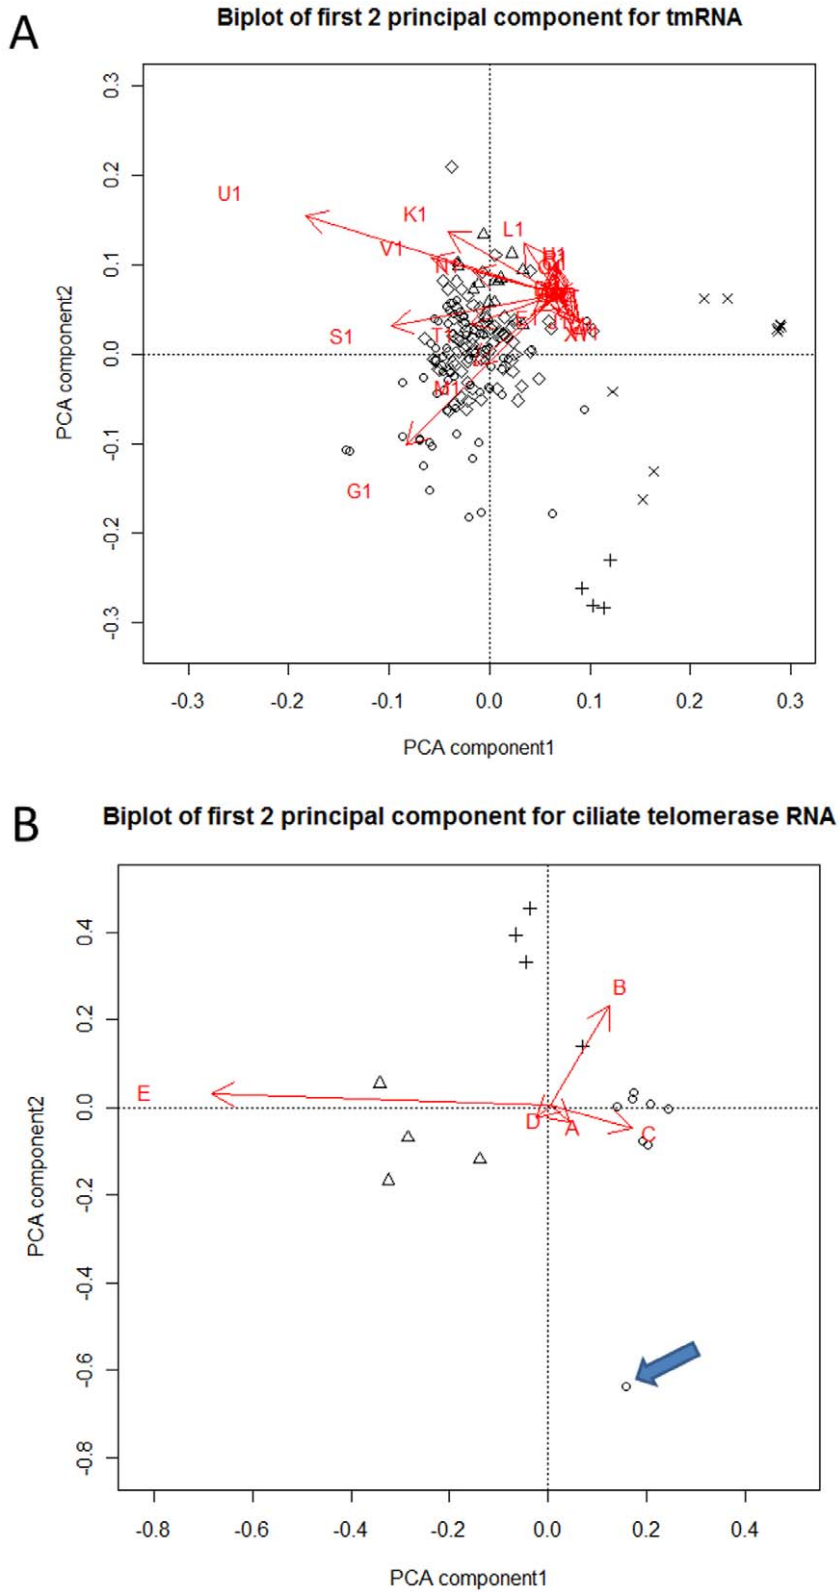 A
Biplot of first 2 principal component for tmRNA
0.3
0.2
0.1
0.0
-0.1
-0.2
-0.3
PCA component2
U1
K1
L1
V1
S1
T1
M1
G1
-0.3
-0.2
-0.1
0.0
0.1
0.2
0.3
PCA component1
B
Biplot of first 2 principal component for ciliate telomerase RNA
0.4
0.2
0.0
-0.2
-0.4
-0.6
-0.8
PCA component2
B
E
D
A
C
-0.8
-0.6
-0.4
-0.2
0.0
0.2
0.4
PCA component1